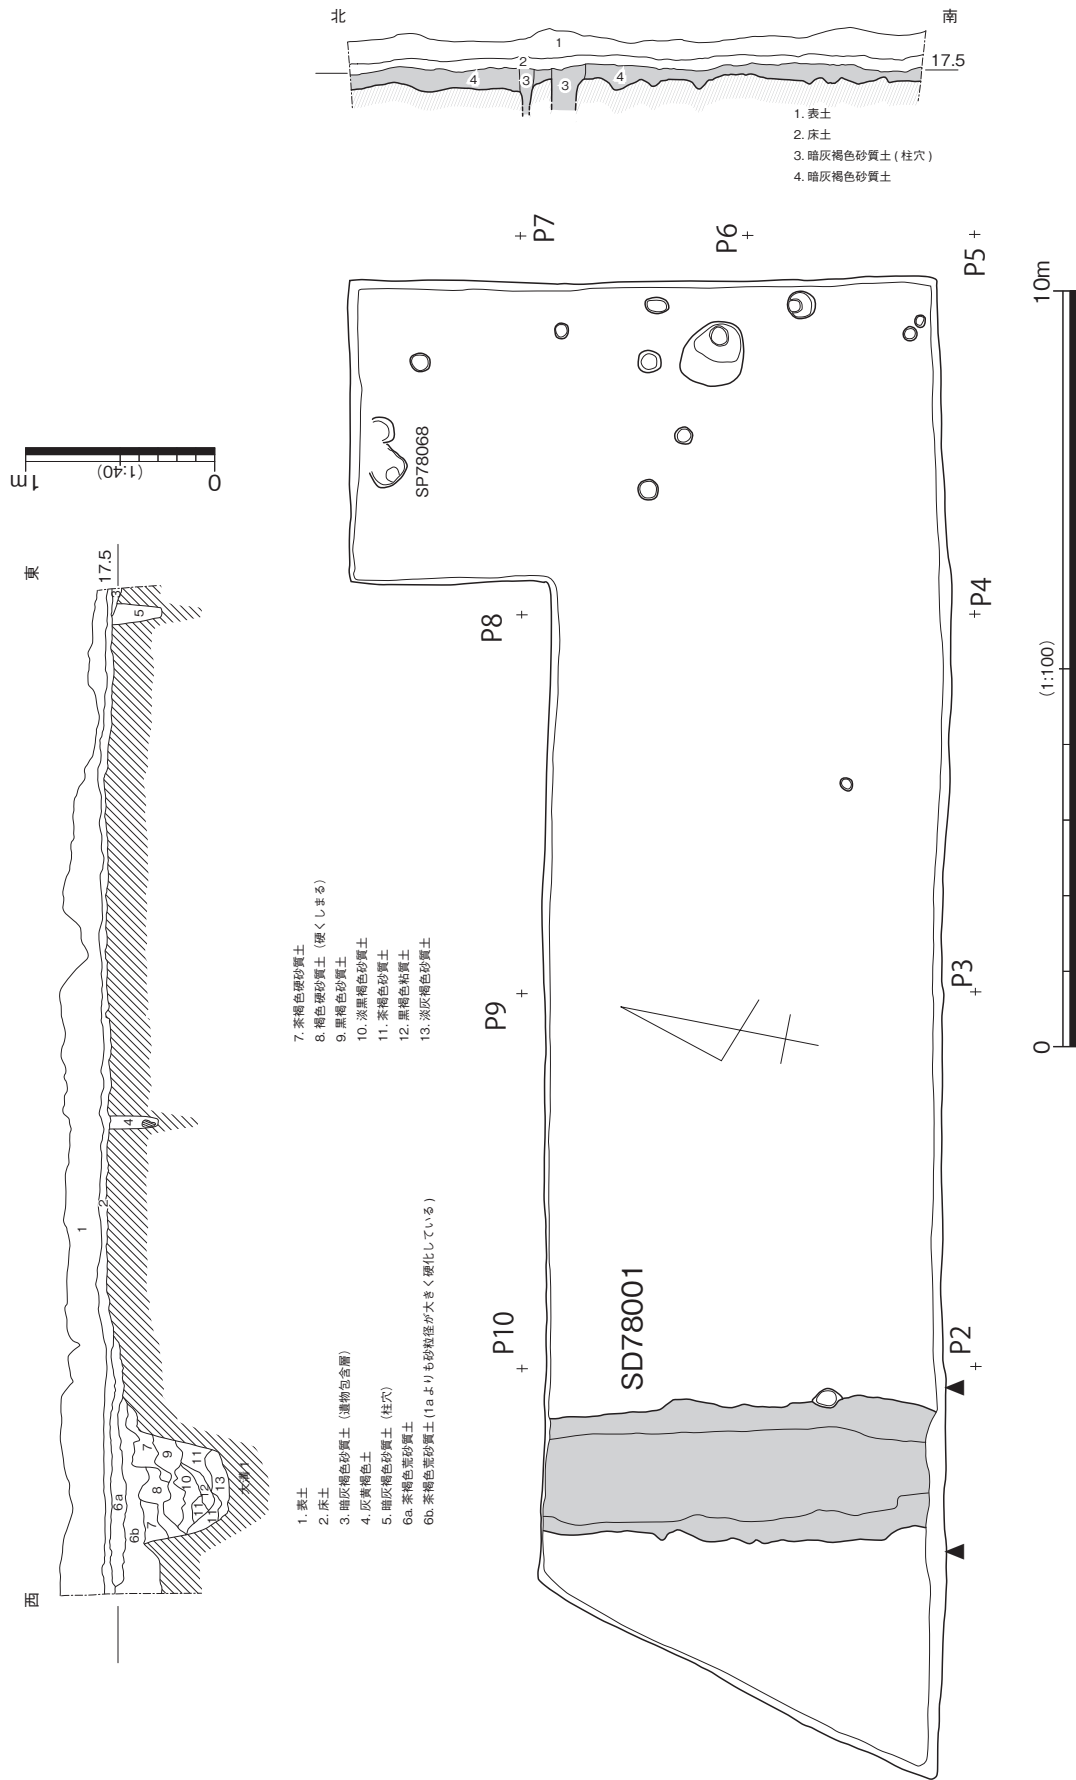 北
南
17.5
1
2
4
3
3
4
1. 表土
2. 床土
3. 暗灰褐色砂質土 ( 柱穴 )
4. 暗灰褐色砂質土
P7
P6
P5
SP78068
P8
P4
P9
P3
P10
P2
SD78001
0
(1:100)
10m
1m
(1:40)
0
東
17.5
西
1
2
3
5
4
6a
6b
7
7
8
9
10
11
11
11
12
13
大溝 1
1. 表土
2. 床土
3. 暗灰褐色砂質土（遺物包含層）
4. 灰黄褐色土
5. 暗灰褐色砂質土（柱穴）
6a. 茶褐色荒砂質土
6b. 茶褐色荒砂質土 (1a よりも砂粒径が大きく硬化している )
7. 茶褐色硬砂質土
8. 褐色硬砂質土（硬くしまる）
9. 黒褐色砂質土
10. 淡黒褐色砂質土
11. 茶褐色砂質土
12. 黒褐色粘質土
13. 淡灰褐色砂質土